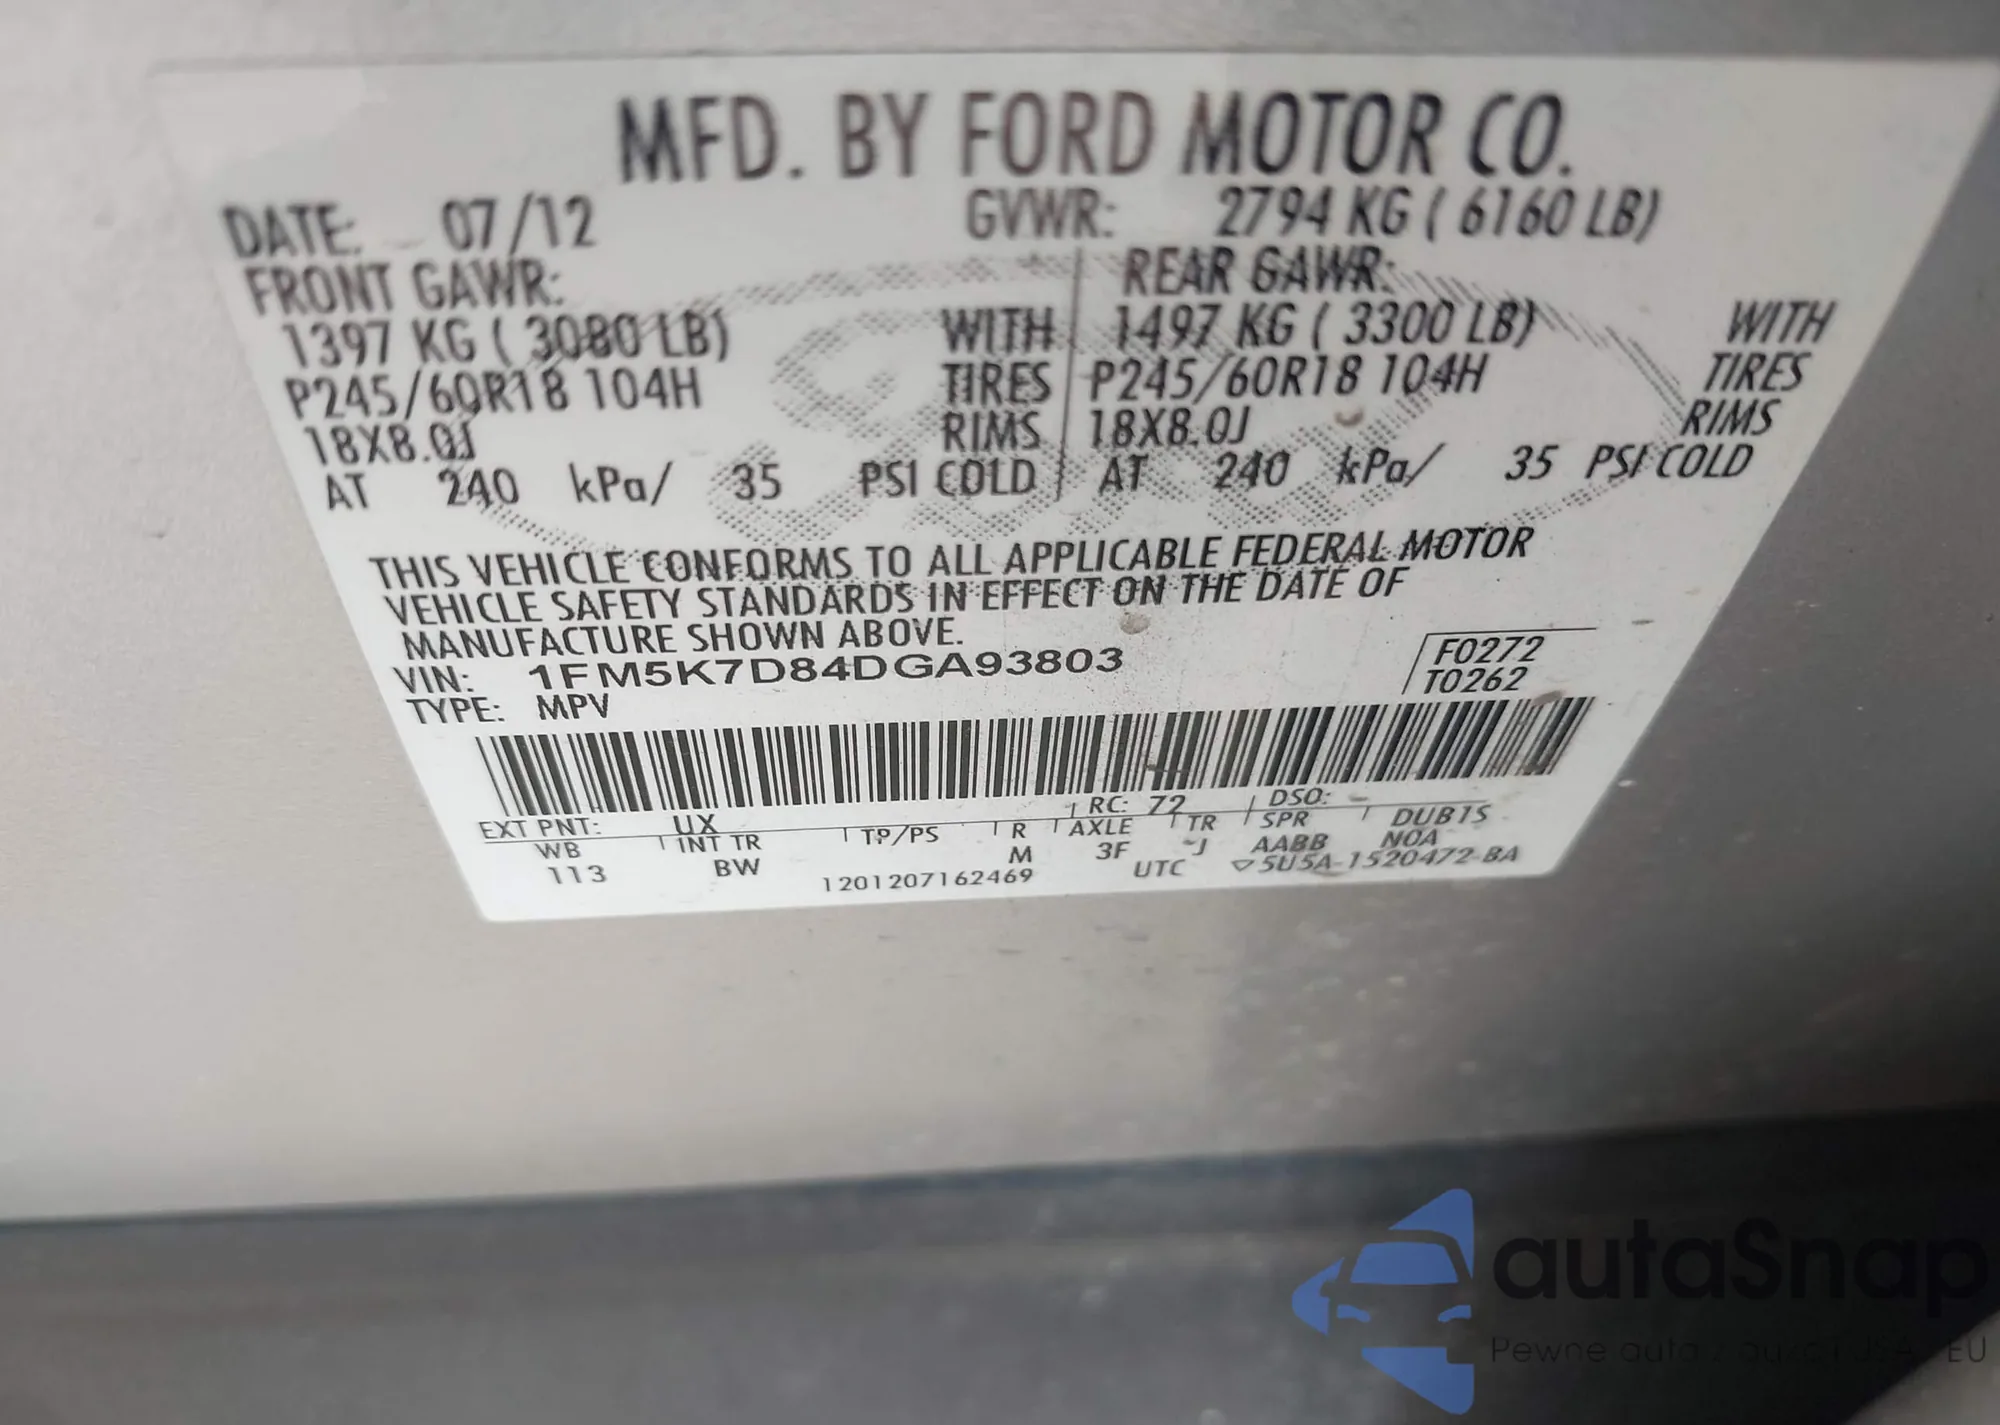 MFD. BY FORD MOTOR CO.
DATE: 07/12 GVWR: 2794 KG ( 6160 LB)
FRONT GAWR: REAR GAWR:
1397 KG ( 3080 LB) WITH 1497 KG ( 3300 LB) WITH
P245/60R18 104H TIRES P245/60R18 104H TIRES
18X8.0J RIMS 18X8.0J RIMS
AT 240 kPa/ 35 PSI COLD AT 240 kPa/ 35 PSI COLD
THIS VEHICLE CONFORMS TO ALL APPLICABLE FEDERAL MOTOR
VEHICLE SAFETY STANDARDS IN EFFECT ON THE DATE OF
MANUFACTURE SHOWN ABOVE.
VIN: 1FM5K7D84DGA93803 F0272
TYPE: MPV T0262
EXT PNT: UX RC: 72 DSO: -
WB INT TR TP/PS R AXLE TR SPR DUB1S
113 BW M 3F J AABB NOA
1201207162469 UTC ▽5U5A-1520472-BA
autaSnap
Pewne auta z EU